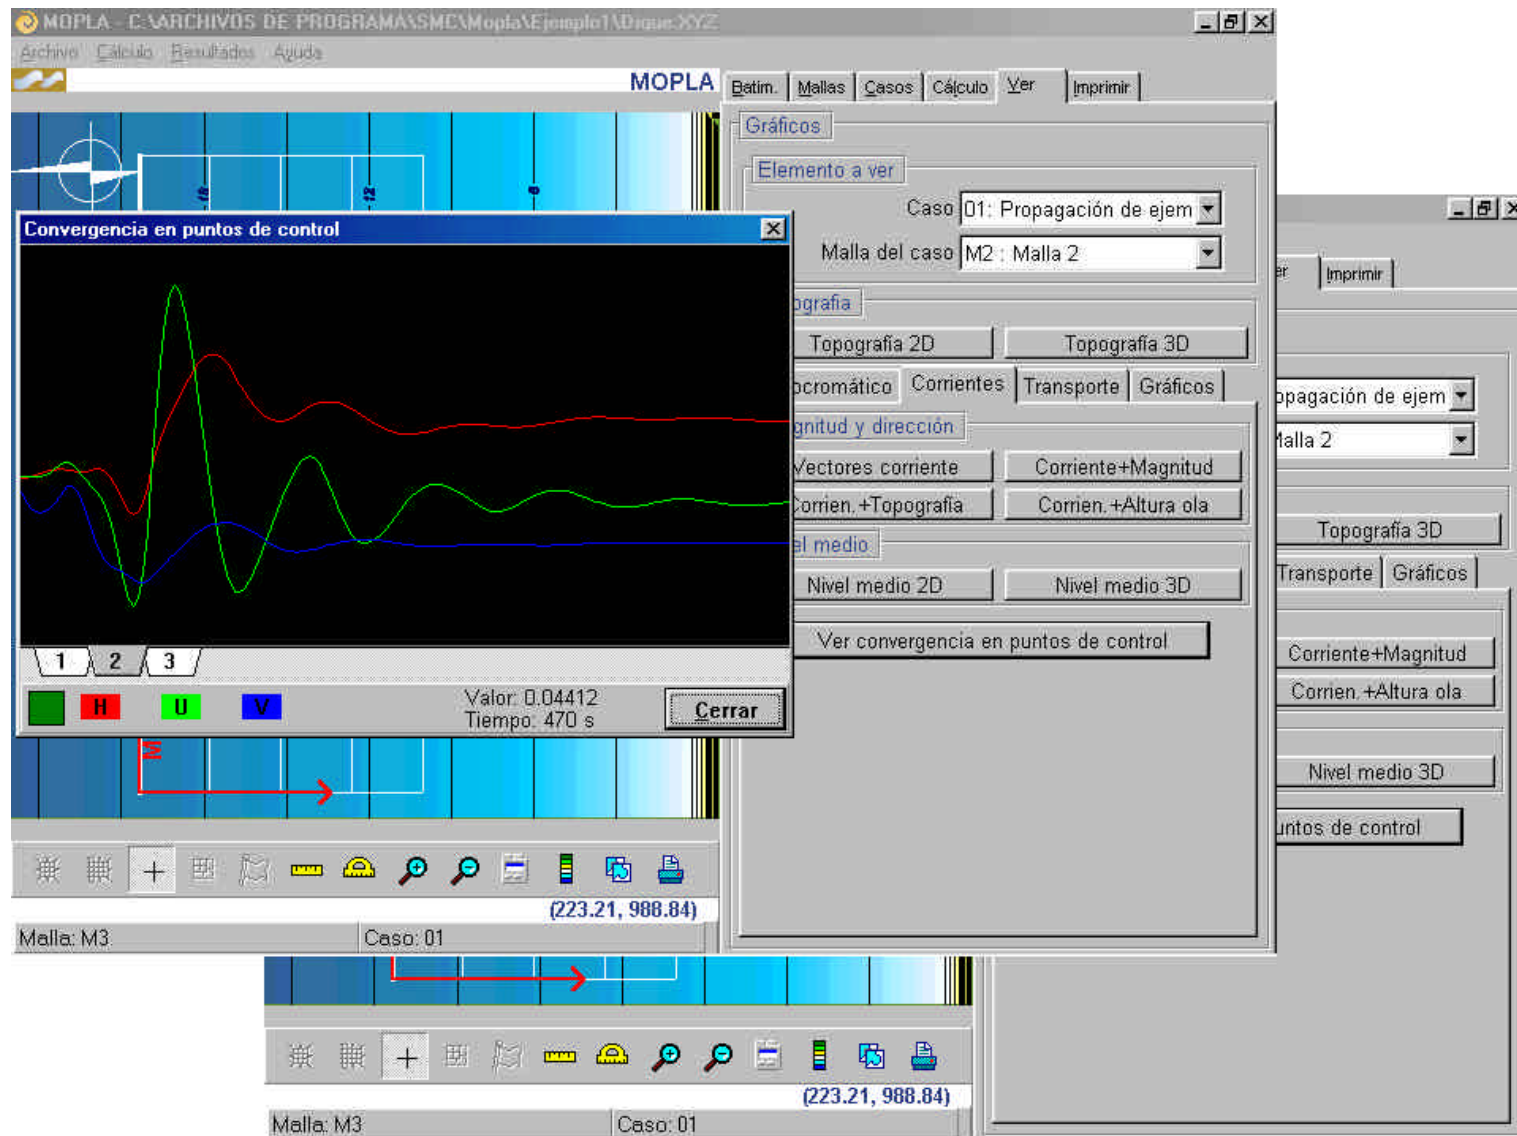 MOPLA - C:\ARCHIVOS DE PROGRAMA\SMC\Mopla\Ejemplo1\Dique.XYZ
Archivo Cálculo Resultados Ayuda
MOPLA
Batim. Mallas Casos Cálculo Ver Imprimir
Gráficos
Elemento a ver
Caso 01: Propagación de ejem
Malla del caso M2 : Malla 2
ografia
Topografía 2D Topografía 3D
ocromático Corrientes Transporte Gráficos
gnitud y dirección
Vectores corriente Corriente+Magnitud
Corrien.+Topografía Corrien.+Altura ola
el medio
Nivel medio 2D Nivel medio 3D
Ver convergencia en puntos de control
-12
Convergencia en puntos de control
1 2 3
H U V
Valor: 0.04412
Tiempo: 470 s
Cerrar
M
(223.21, 988.84)
Malla: M3 Caso: 01
er Imprimir
opagación de ejem
Malla 2
Topografía 3D
Transporte Gráficos
Corriente+Magnitud
Corrien.+Altura ola
Nivel medio 3D
untos de control
(223.21, 988.84)
Malla: M3 Caso: 01